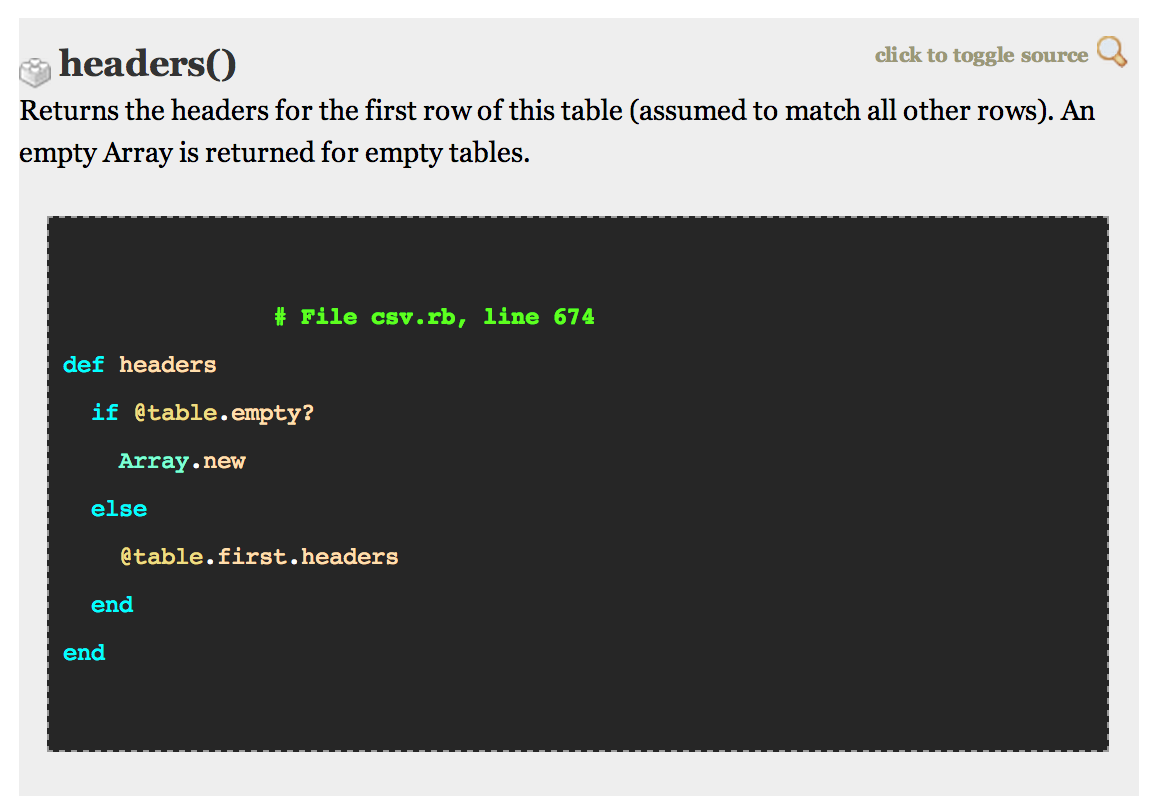 headers()
click to toggle source
Returns the headers for the first row of this table (assumed to match all other rows). An
empty Array is returned for empty tables.
# File csv.rb, line 674
def headers
  if @table.empty?
    Array.new
  else
    @table.first.headers
  end
end